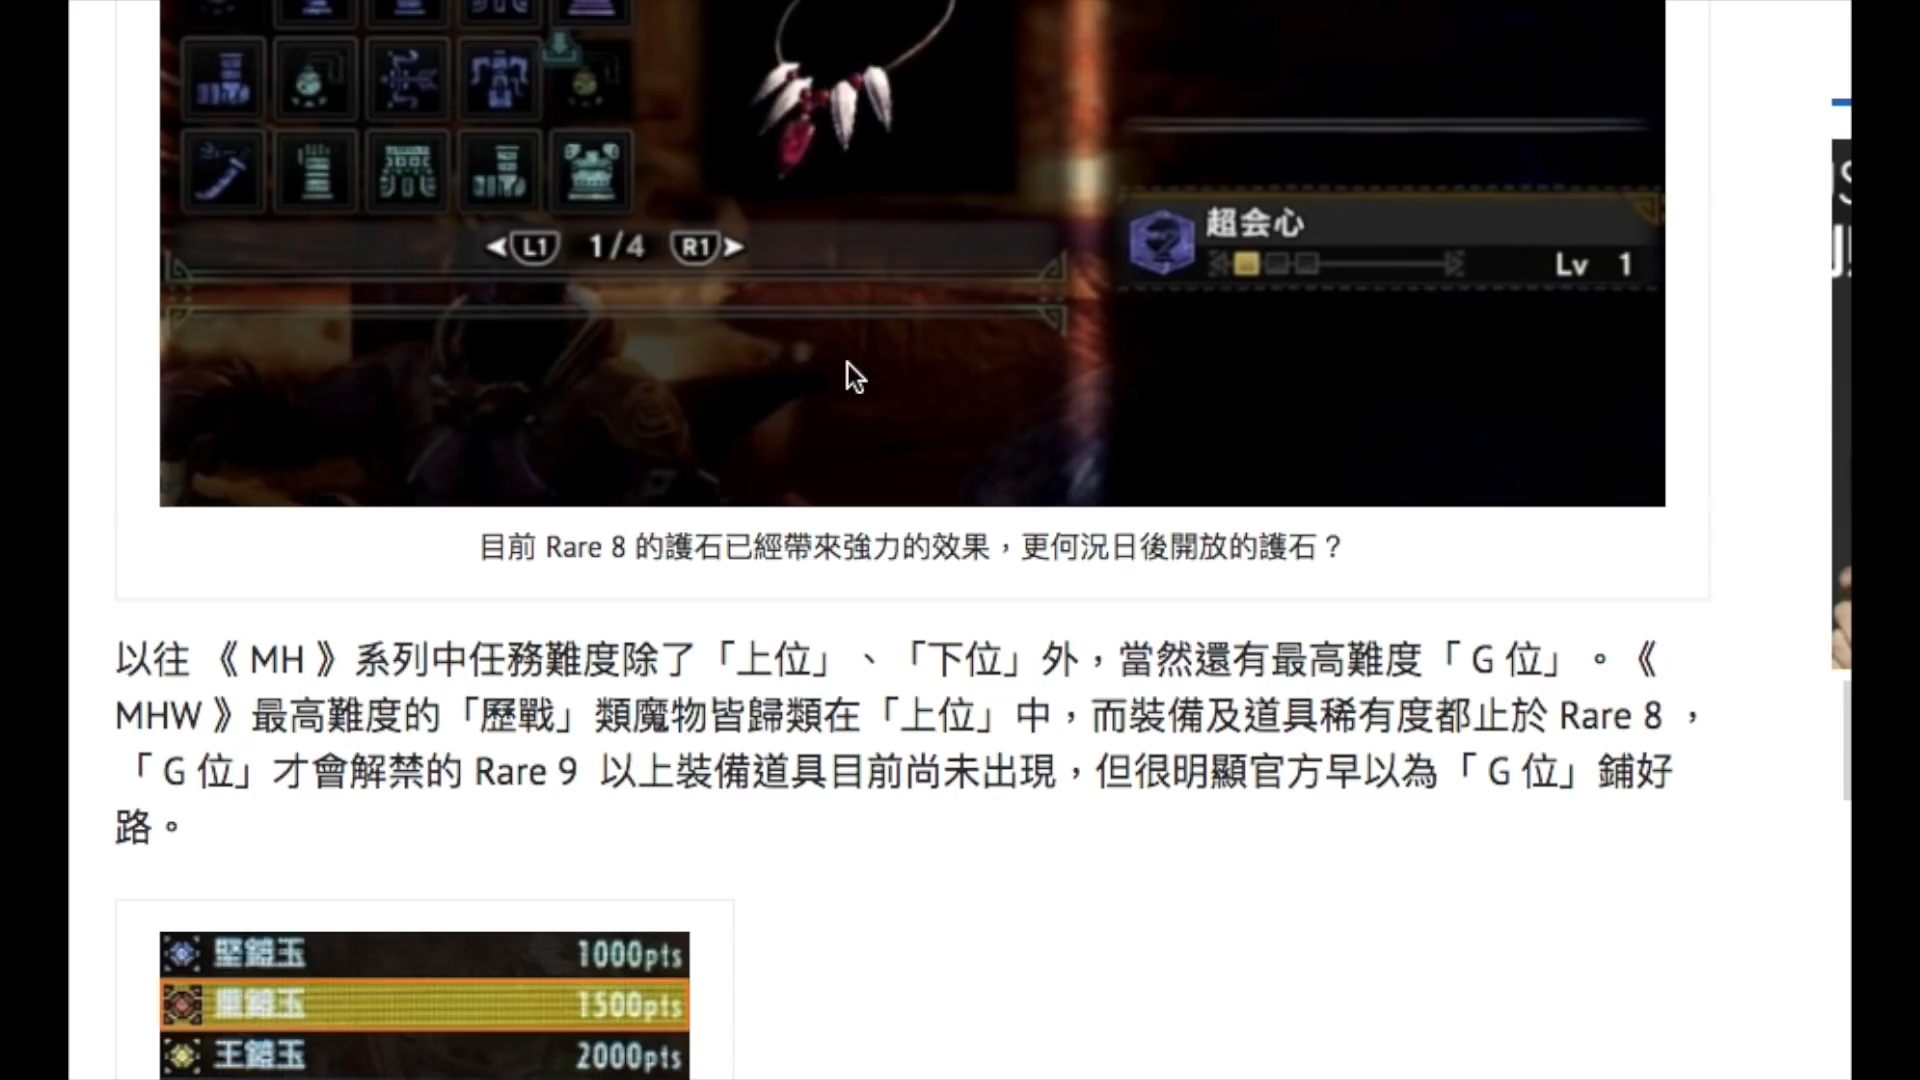 L1 1/4 R1
超会心
Lv 1
目前 Rare 8 的護石已經帶來強力的效果，更何況日後開放的護石？
以往 《 MH 》系列中任務難度除了「上位」、「下位」外，當然還有最高難度「 G 位」。《
MHW 》最高難度的「歷戰」類魔物皆歸類在「上位」中，而裝備及道具稀有度都止於 Rare 8 ，
「 G 位」才會解禁的 Rare 9 以上裝備道具目前尚未出現，但很明顯官方早以為「 G 位」鋪好
路。
堅鎧玉 1000pts
重鎧玉 1500pts
王鎧玉 2000pts